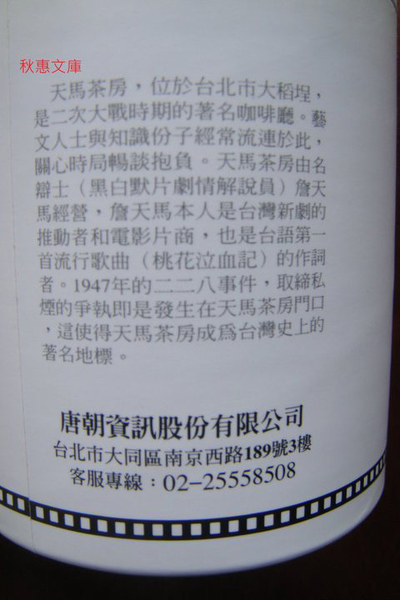 秋惠文庫
天馬茶房，位於台北市大稻埕，
是二次大戰時期的著名咖啡廳。藝
文人士與知識份子經常流連於此，
關心時局暢談抱負。天馬茶房由名
辯士（黑白默片劇情解說員）詹天
馬經營，詹天馬本人是台灣新劇的
推動者和電影片商，也是台語第一
首流行歌曲（桃花泣血記）的作詞
者。1947年的二二八事件，取締私
煙的爭執即是發生在天馬茶房門口
，這使得天馬茶房成爲台灣史上的
著名地標。
唐朝資訊股份有限公司
台北市大同區南京西路189號3樓
客服專線：02-25558508